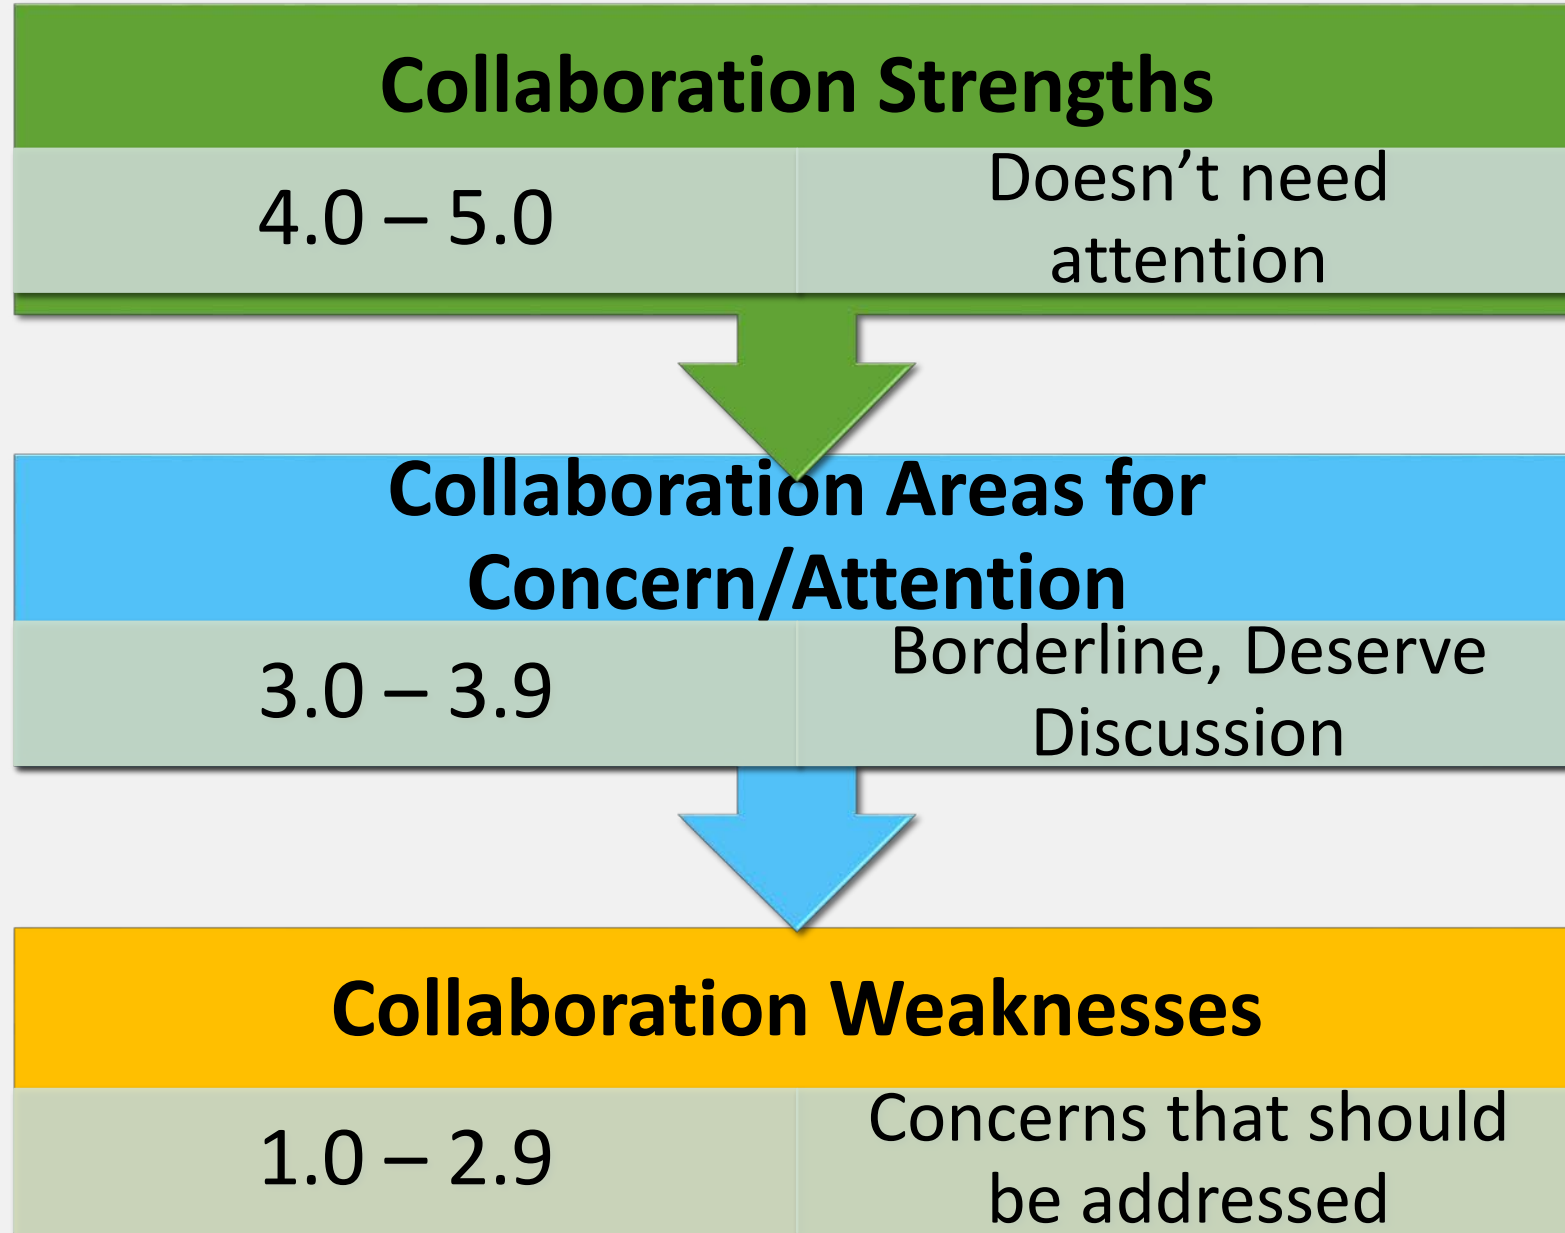 Collaboration Strengths
4.0 – 5.0
Doesn’t need
attention
Collaboration Areas for
Concern/Attention
3.0 – 3.9
Borderline, Deserve
Discussion
Collaboration Weaknesses
1.0 – 2.9
Concerns that should
be addressed